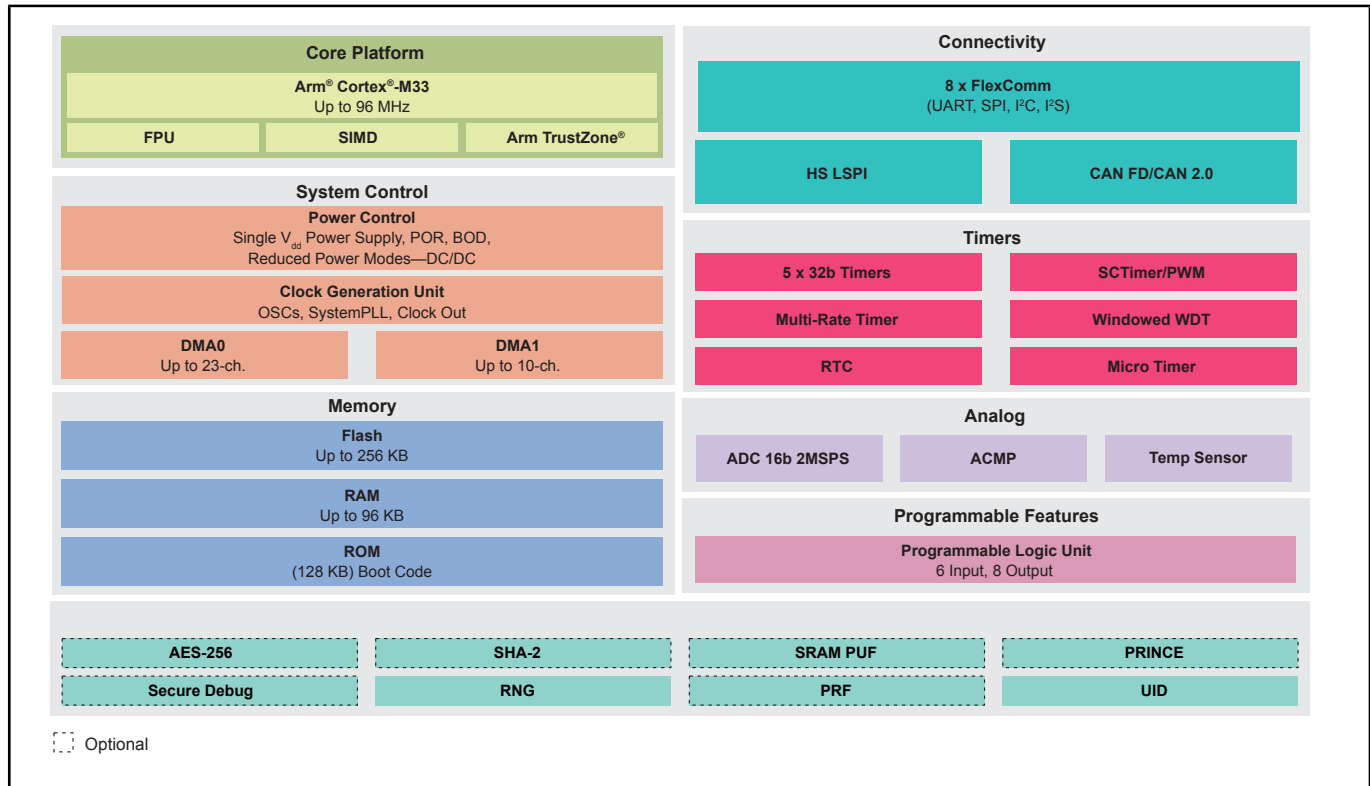 Core Platform
Arm® Cortex®-M33
Up to 96 MHz
FPU
SIMD
Arm TrustZone®
System Control
Power Control
Single Vdd Power Supply, POR, BOD,
Reduced Power Modes—DC/DC
Clock Generation Unit
OSCs, SystemPLL, Clock Out
DMA0
Up to 23-ch.
DMA1
Up to 10-ch.
Memory
Flash
Up to 256 KB
RAM
Up to 96 KB
ROM
(128 KB) Boot Code
Connectivity
8 x FlexComm
(UART, SPI, I²C, I²S)
HS LSPI
CAN FD/CAN 2.0
Timers
5 x 32b Timers
SCTimer/PWM
Multi-Rate Timer
Windowed WDT
RTC
Micro Timer
Analog
ADC 16b 2MSPS
ACMP
Temp Sensor
Programmable Features
Programmable Logic Unit
6 Input, 8 Output
AES-256
SHA-2
SRAM PUF
PRINCE
Secure Debug
RNG
PRF
UID
Optional